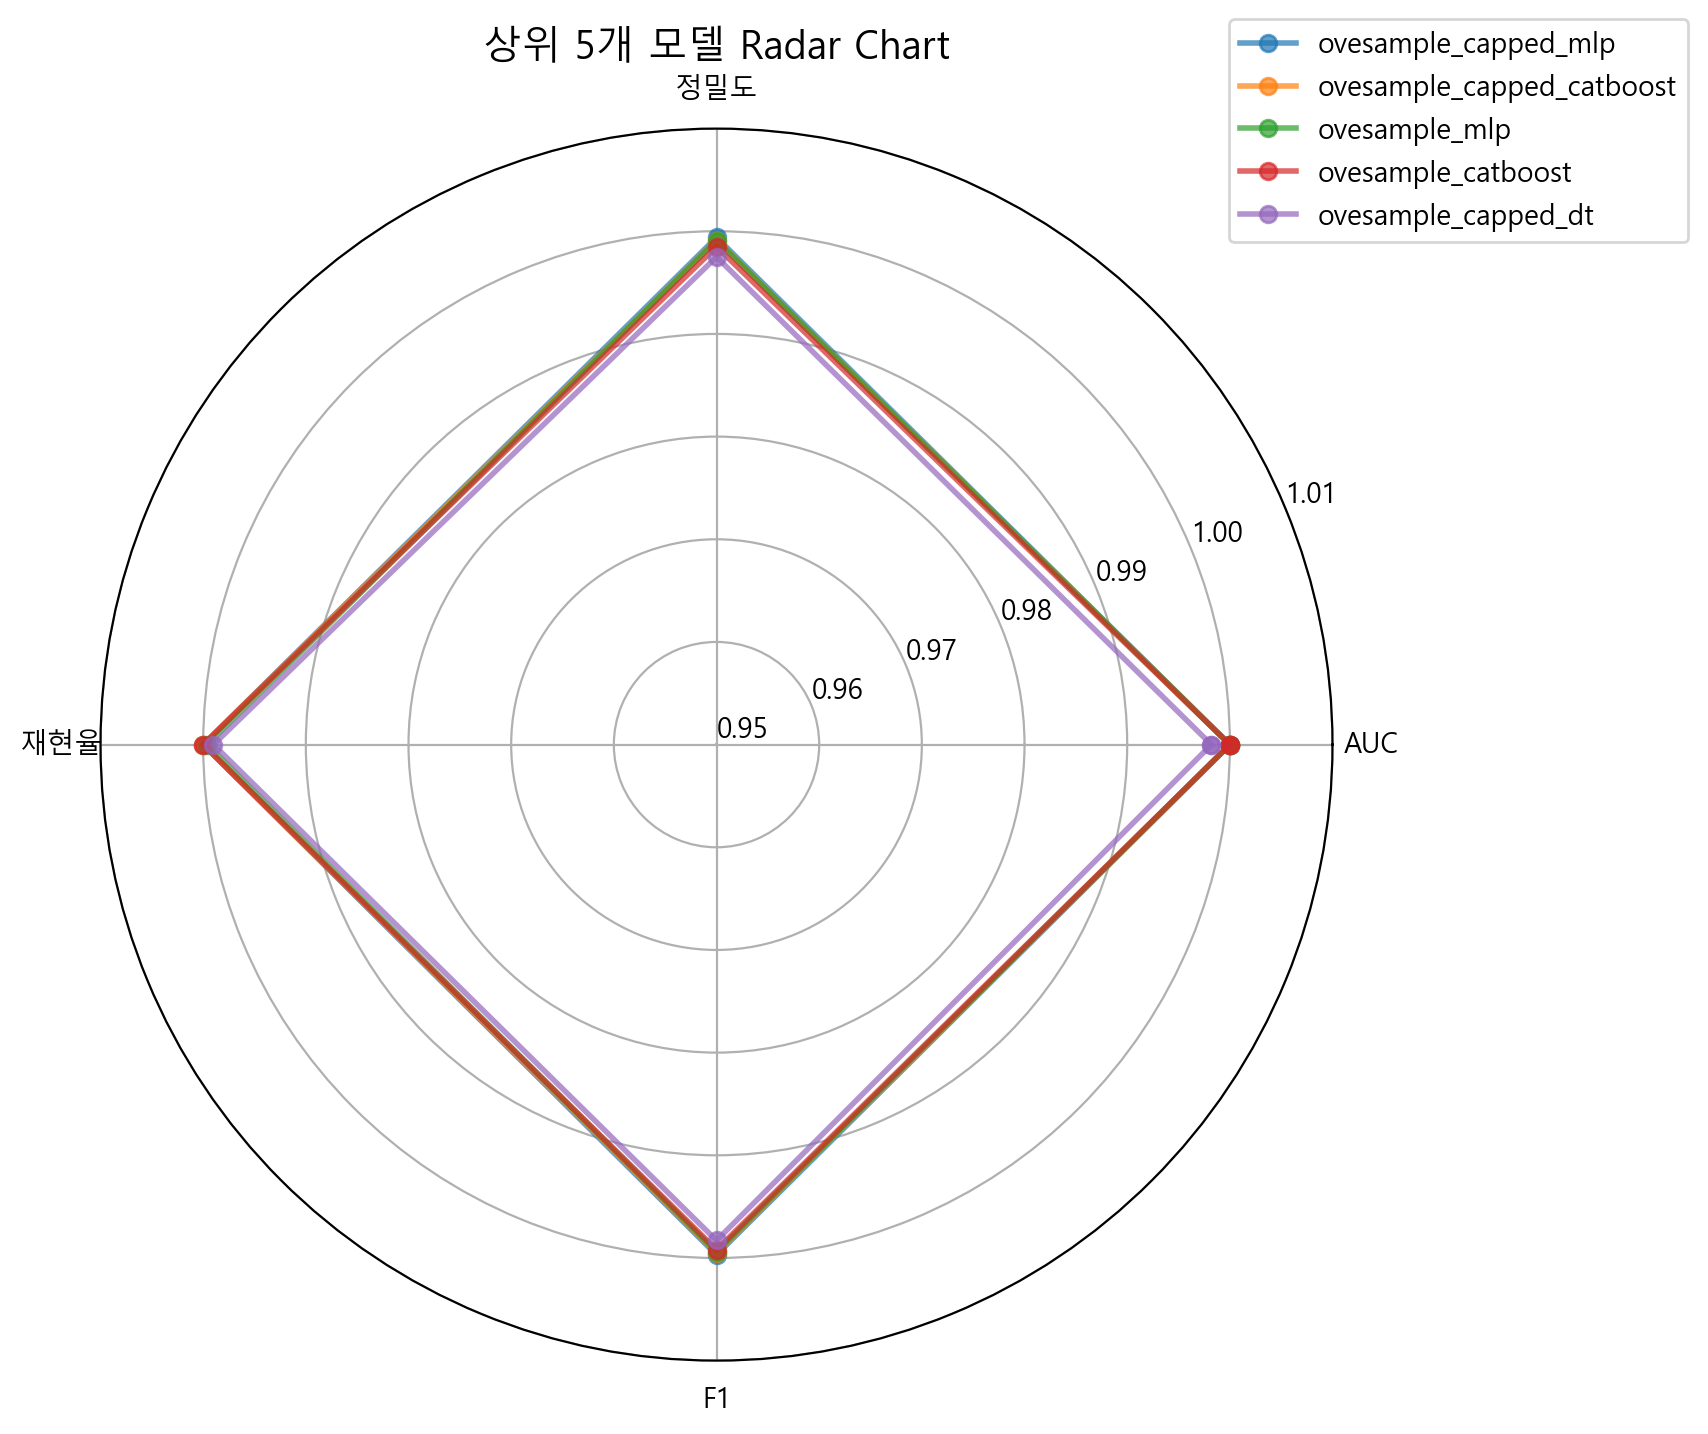 상위 5개 모델 Radar Chart
정밀도
ovesample_capped_mlp
ovesample_capped_catboost
ovesample_mlp
ovesample_catboost
ovesample_capped_dt
1.01
1.00
0.99
0.98
0.97
0.96
0.95
재현율
AUC
F1